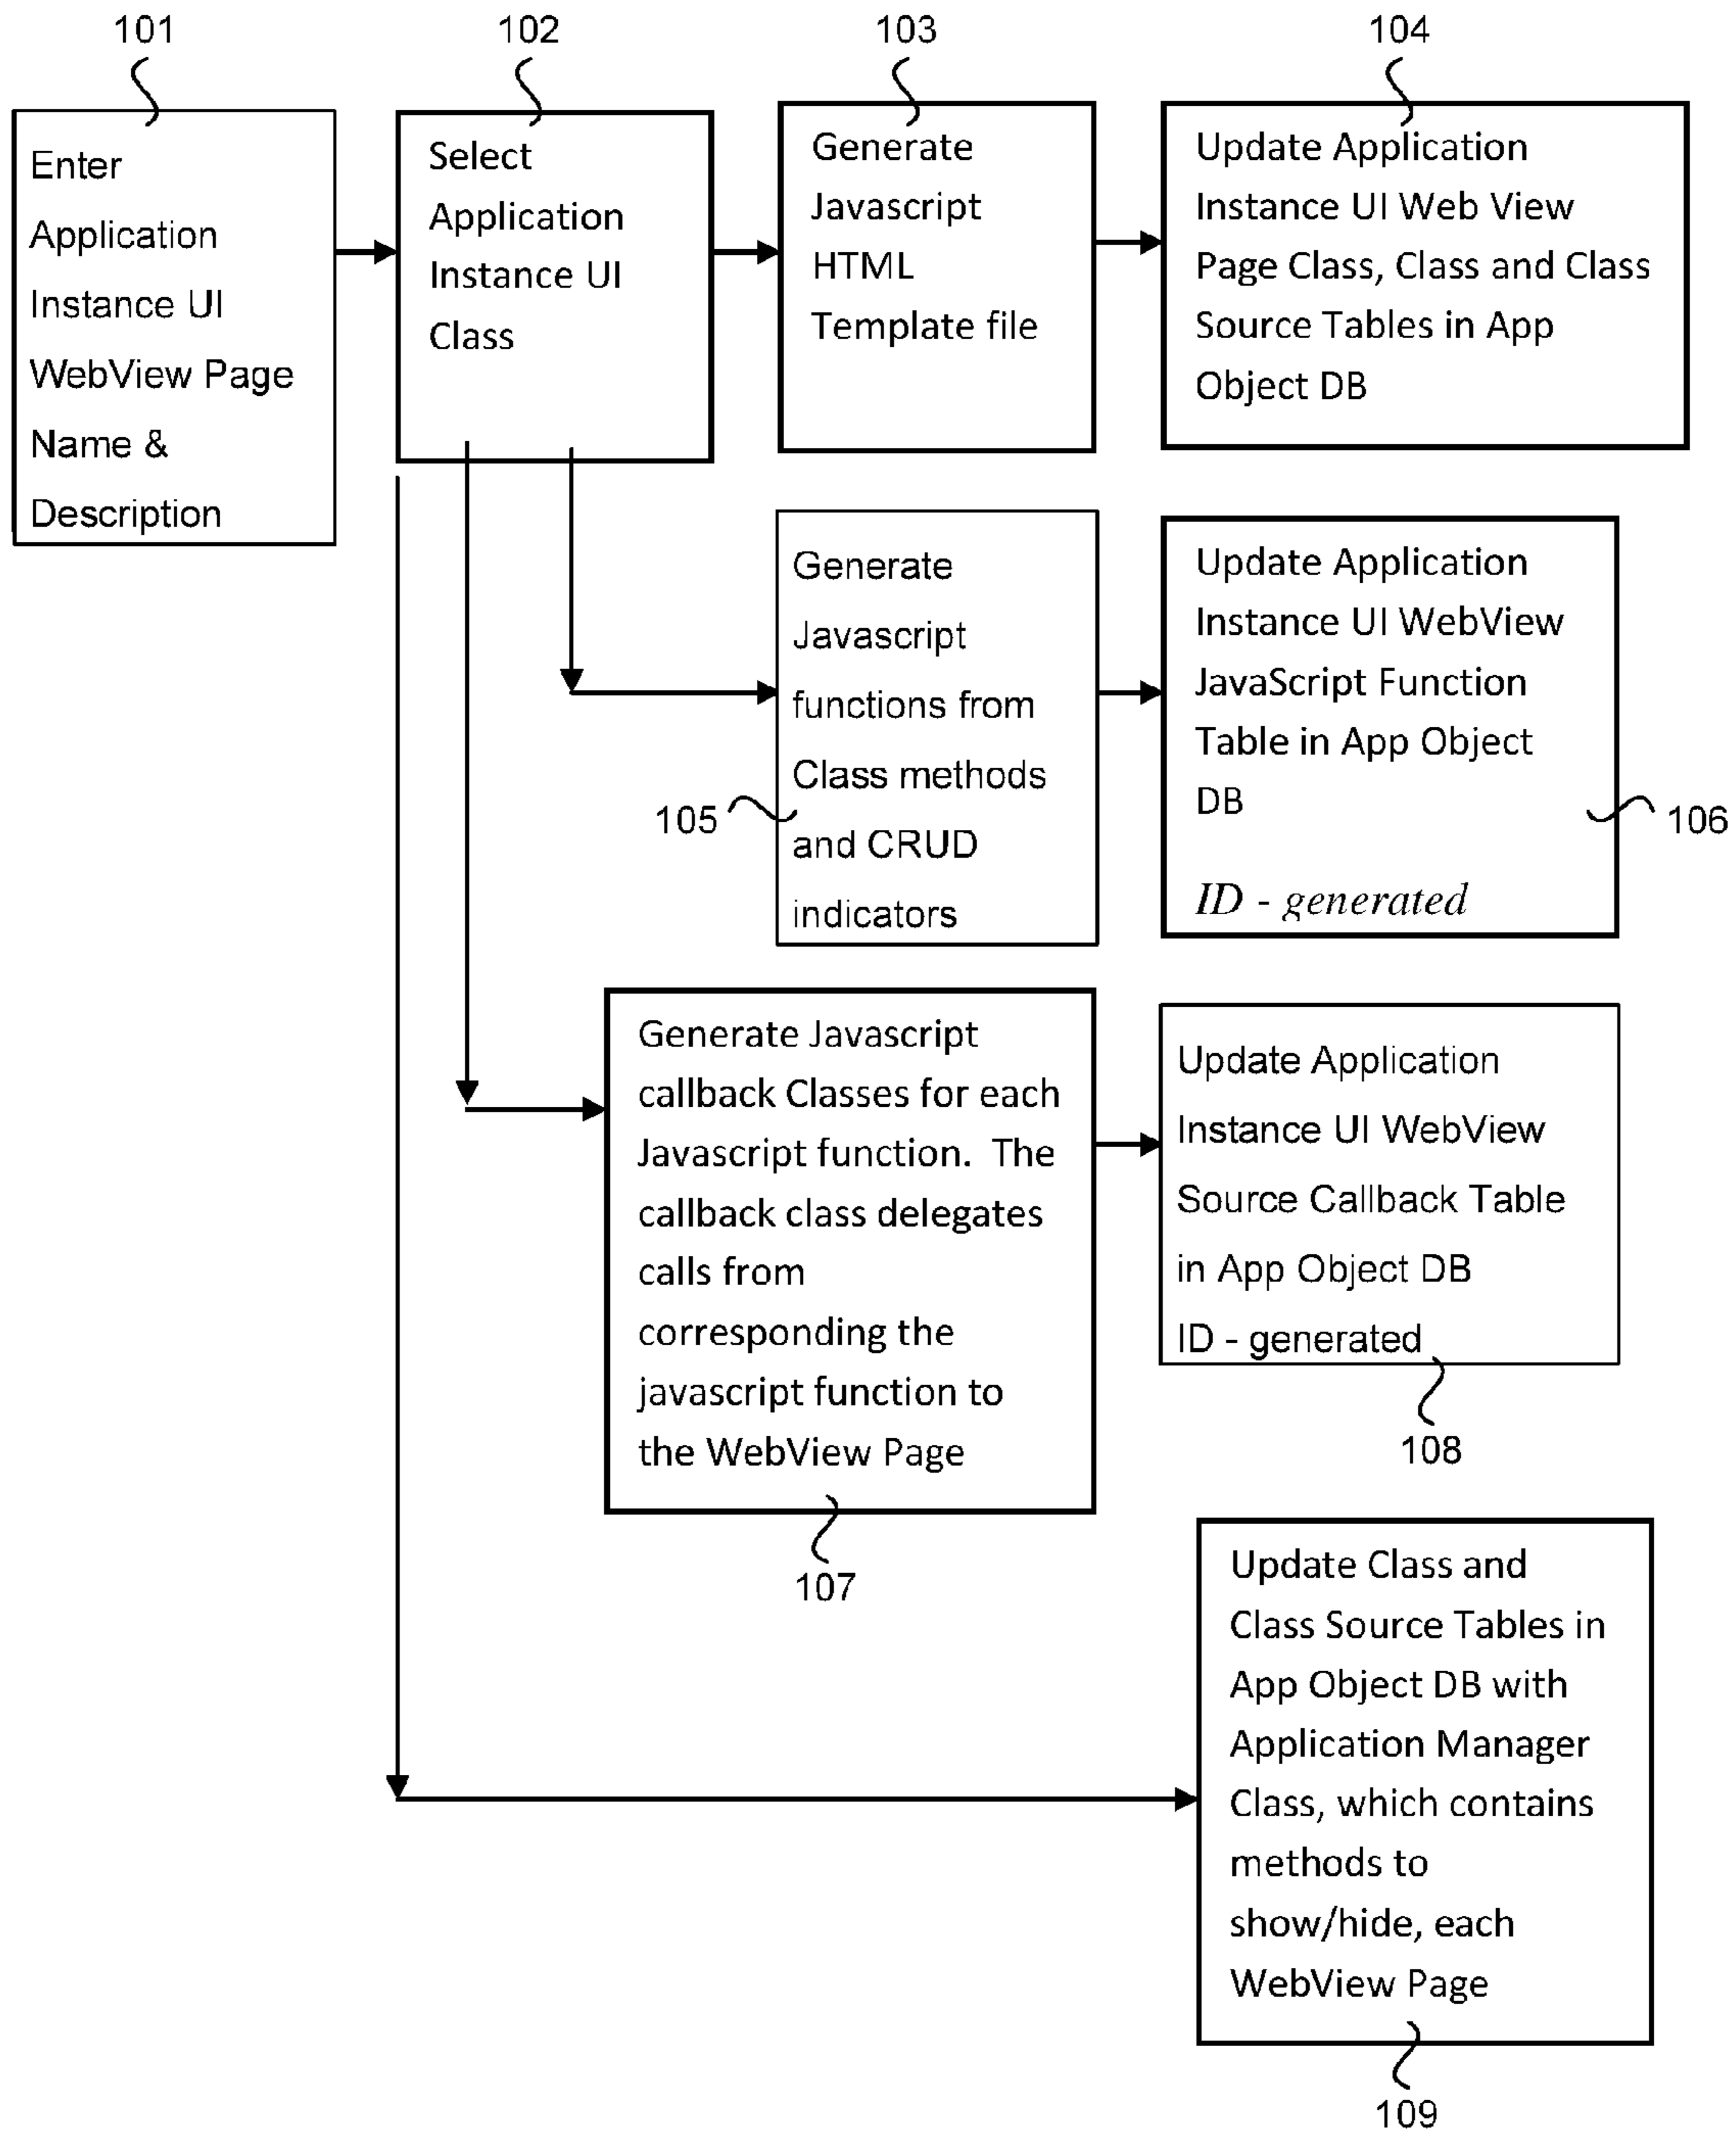 101
102
103
104
Enter
Application
Instance UI
WebView Page
Name &
Description
Select
Application
Instance UI
Class
Generate
Javascript
HTML
Template file
Update Application
Instance UI Web View
Page Class, Class and Class
Source Tables in App
Object DB
Generate
Javascript
functions from
Class methods
and CRUD
indicators
105
Update Application
Instance UI WebView
JavaScript Function
Table in App Object
DB
ID - generated
106
Generate Javascript
callback Classes for each
Javascript function.  The
callback class delegates
calls from
corresponding the
javascript function to
the WebView Page
107
Update Application
Instance UI WebView
Source Callback Table
in App Object DB
ID - generated
108
Update Class and
Class Source Tables in
App Object DB with
Application Manager
Class, which contains
methods to
show/hide, each
WebView Page
109